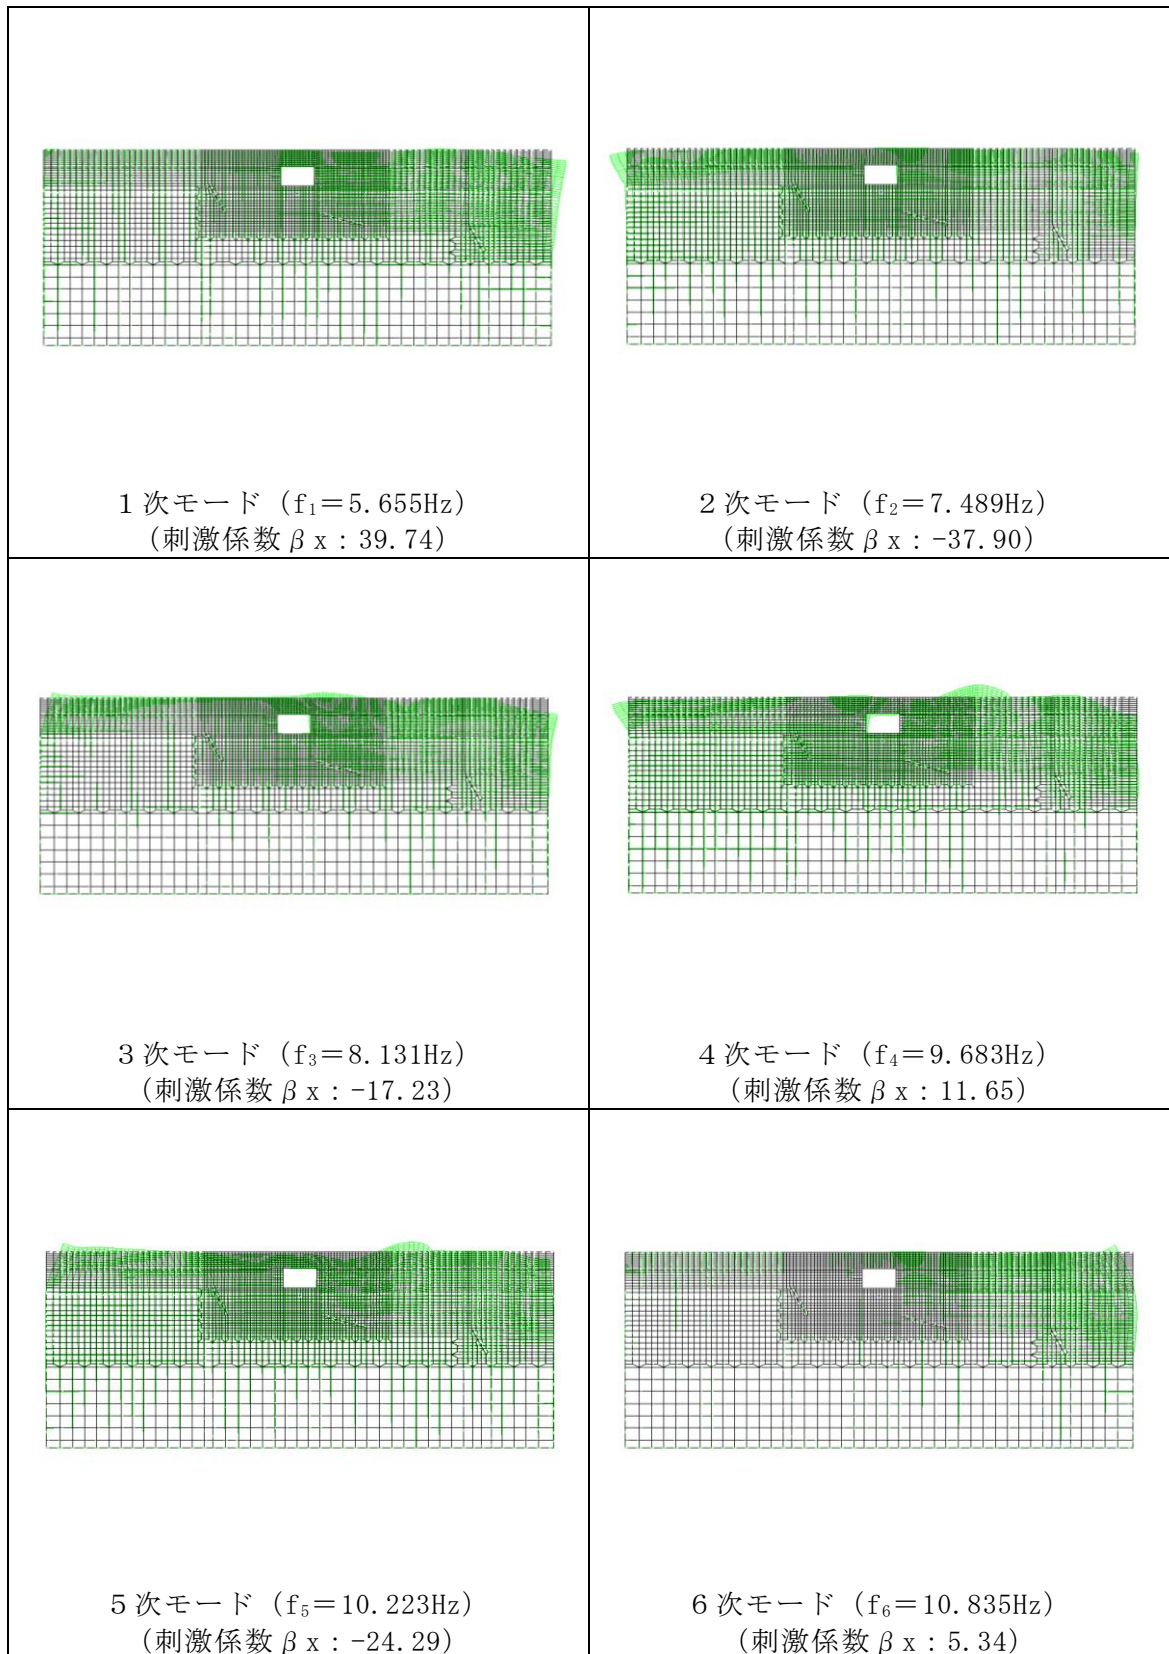 1次モード (f₁=5.655Hz)
(刺激係数βx:39.74)
2次モード (f₂=7.489Hz)
(刺激係数βx:-37.90)
3次モード (f₃=8.131Hz)
(刺激係数βx:-17.23)
4次モード (f₄=9.683Hz)
(刺激係数βx:11.65)
5次モード (f₅=10.223Hz)
(刺激係数βx:-24.29)
6次モード (f₆=10.835Hz)
(刺激係数βx:5.34)